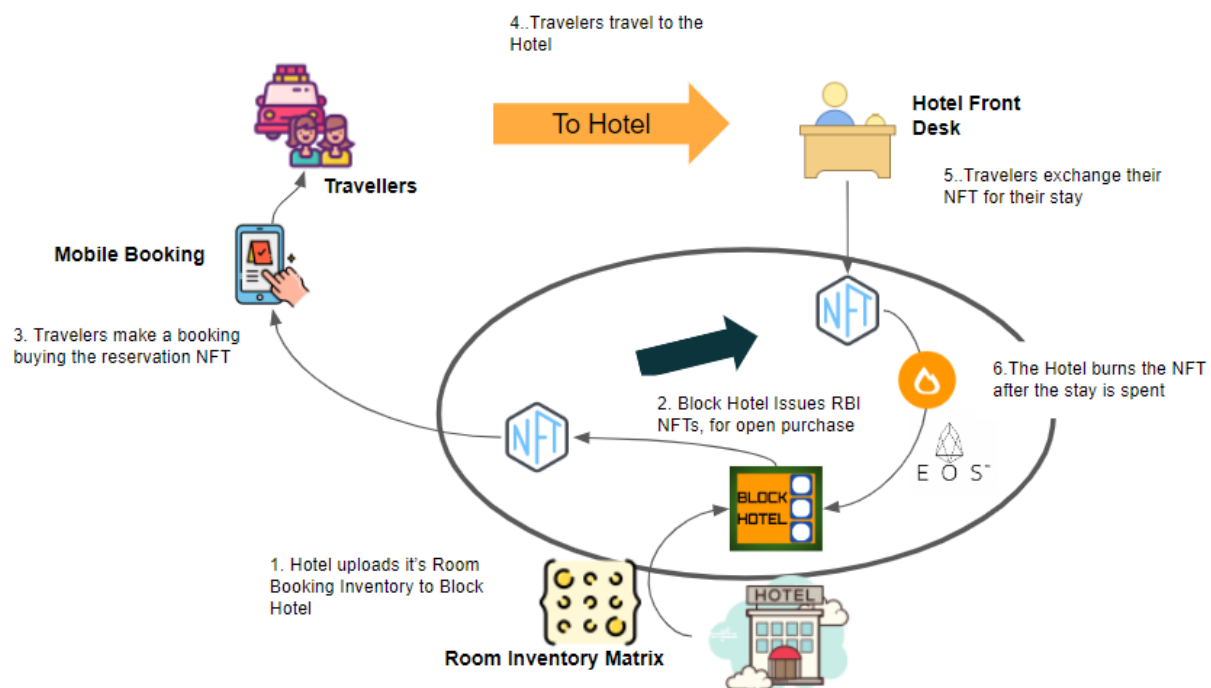 4..Travelers travel to the
Hotel
To Hotel
Hotel Front
Desk
Travellers
5..Travelers exchange their
NFT for their stay
Mobile Booking
NFT
3. Travelers make a booking
buying the reservation NFT
6.The Hotel burns the NFT
after the stay is spent
2. Block Hotel Issues RBI
NFTs, for open purchase
NFT
EOS
BLOCK
HOTEL
1. Hotel uploads it's Room
Booking Inventory to Block
Hotel
HOTEL
Room Inventory Matrix